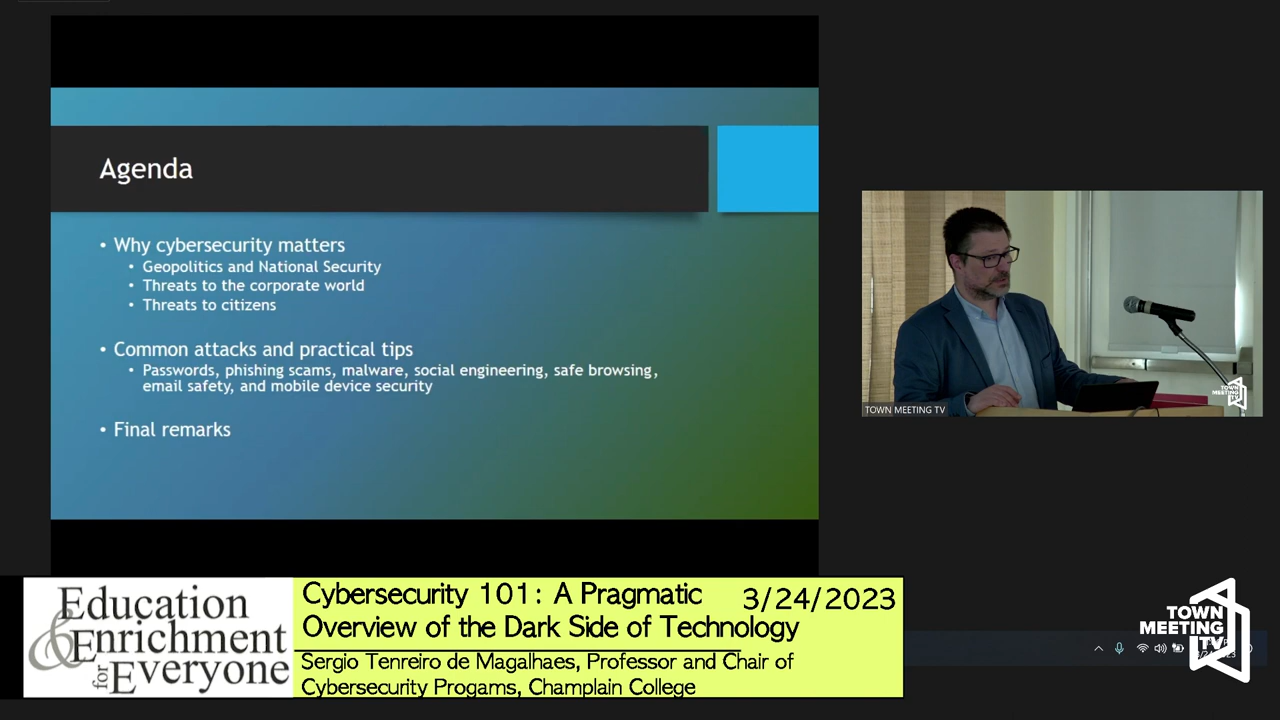 Agenda
• Why cybersecurity matters
• Geopolitics and National Security
• Threats to the corporate world
• Threats to citizens
• Common attacks and practical tips
• Passwords, phishing scams, malware, social engineering, safe browsing,
email safety, and mobile device security
• Final remarks
TOWN MEETING TV
TOWN
MEETING
TV
Education
& Enrichment
for Everyone
Cybersecurity 101: A Pragmatic 3/24/2023
Overview of the Dark Side of Technology
Sergio Tenreiro de Magalhaes, Professor and Chair of
Cybersecurity Progams, Champlain College
TOWN
MEETING
TV